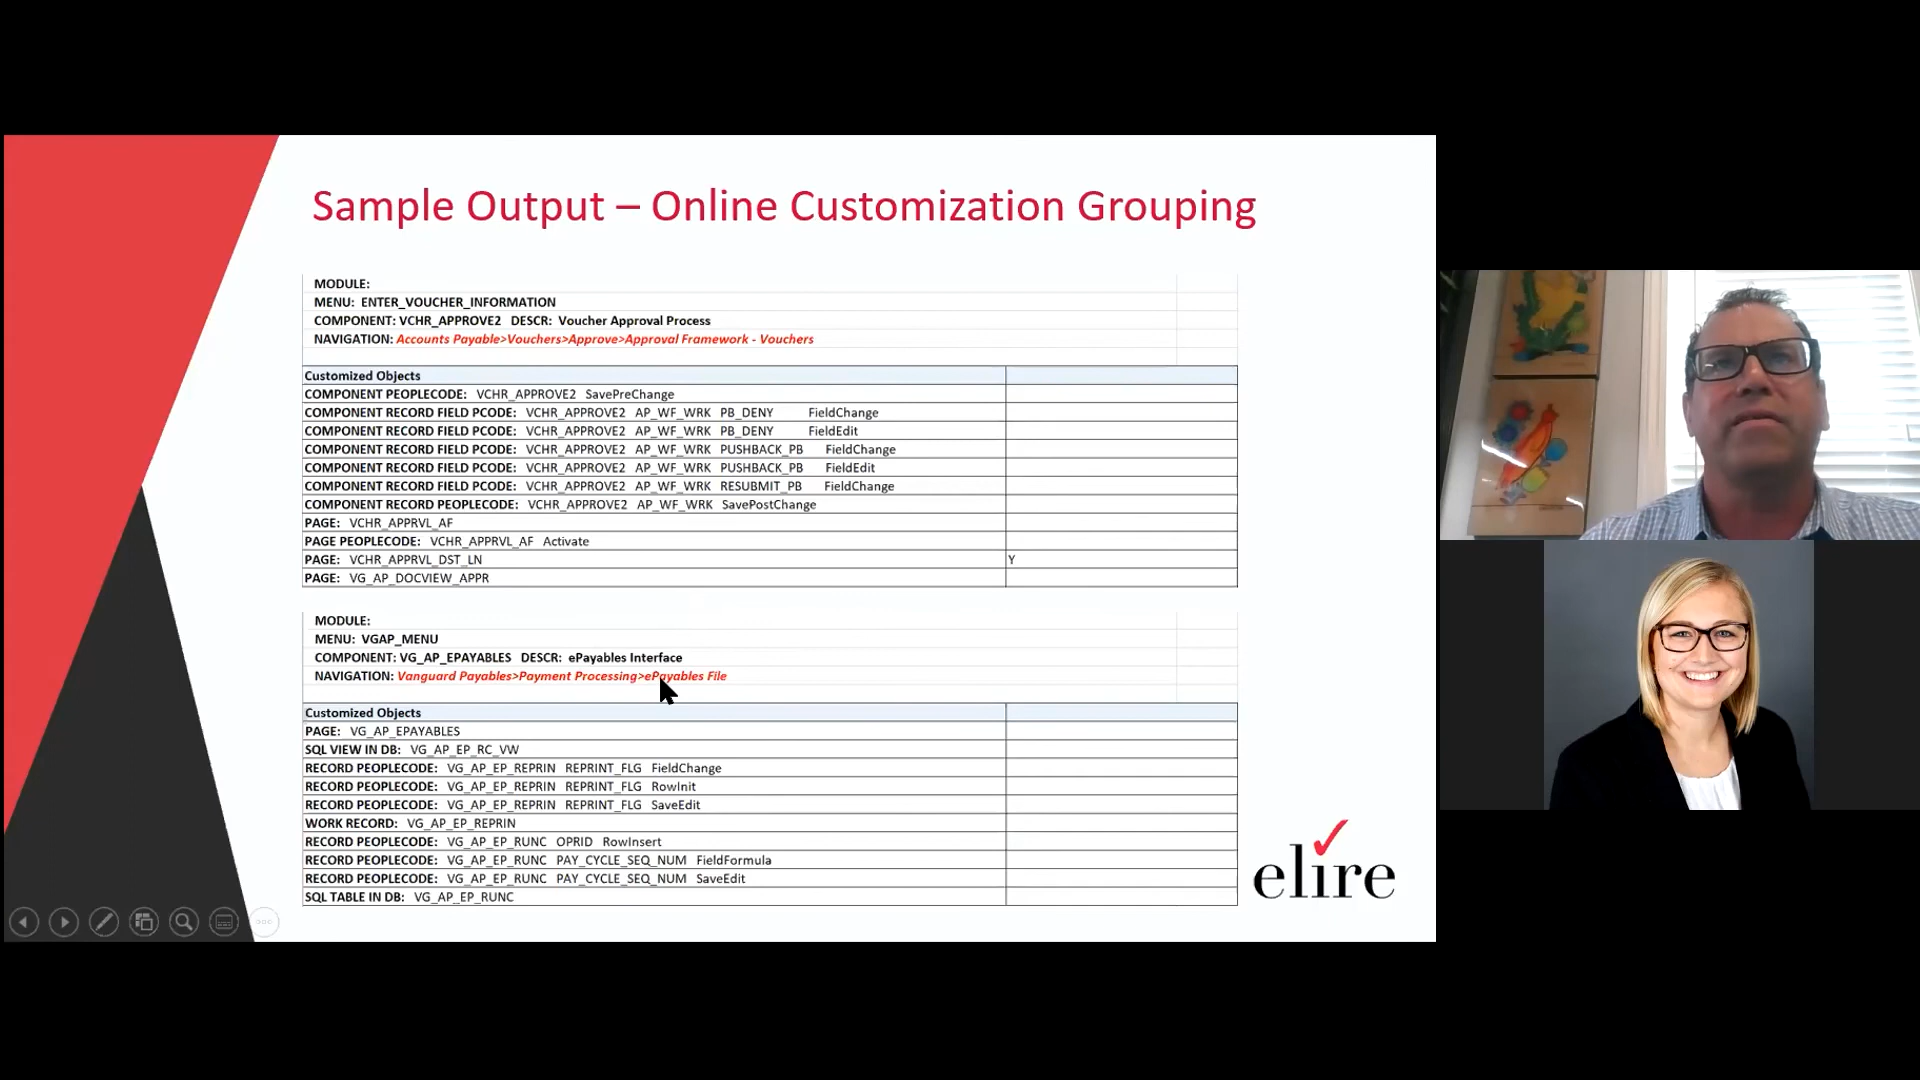 Sample Output – Online Customization Grouping
MODULE:
MENU: ENTER_VOUCHER_INFORMATION
COMPONENT: VCHR_APPROVE2 DESCR: Voucher Approval Process
NAVIGATION: Accounts Payable>Vouchers>Approve>Approval Framework - Vouchers
Customized Objects
COMPONENT PEOPLECODE: VCHR_APPROVE2 SavePreChange
COMPONENT RECORD FIELD PCODE: VCHR_APPROVE2 AP_WF_WRK PB_DENY FieldChange
COMPONENT RECORD FIELD PCODE: VCHR_APPROVE2 AP_WF_WRK PB_DENY FieldEdit
COMPONENT RECORD FIELD PCODE: VCHR_APPROVE2 AP_WF_WRK PUSHBACK_PB FieldChange
COMPONENT RECORD FIELD PCODE: VCHR_APPROVE2 AP_WF_WRK PUSHBACK_PB FieldEdit
COMPONENT RECORD FIELD PCODE: VCHR_APPROVE2 AP_WF_WRK RESUBMIT_PB FieldChange
COMPONENT RECORD PEOPLECODE: VCHR_APPROVE2 AP_WF_WRK SavePostChange
PAGE: VCHR_APPRVL_AF
PAGE PEOPLECODE: VCHR_APPRVL_AF Activate
PAGE: VCHR_APPRVL_DST_LN Y
PAGE: VG_AP_DOCVIEW_APPR
MODULE:
MENU: VGAP_MENU
COMPONENT: VG_AP_EPAYABLES DESCR: ePayables Interface
NAVIGATION: Vanguard Payables>Payment Processing>ePayables File
Customized Objects
PAGE: VG_AP_EPAYABLES
SQL VIEW IN DB: VG_AP_EP_RC_VW
RECORD PEOPLECODE: VG_AP_EP_REPRIN REPRINT_FLG FieldChange
RECORD PEOPLECODE: VG_AP_EP_REPRIN REPRINT_FLG RowInit
RECORD PEOPLECODE: VG_AP_EP_REPRIN REPRINT_FLG SaveEdit
WORK RECORD: VG_AP_EP_REPRIN
RECORD PEOPLECODE: VG_AP_EP_RUNC OPRID RowInsert
RECORD PEOPLECODE: VG_AP_EP_RUNC PAY_CYCLE_SEQ_NUM FieldFormula
RECORD PEOPLECODE: VG_AP_EP_RUNC PAY_CYCLE_SEQ_NUM SaveEdit
SQL TABLE IN DB: VG_AP_EP_RUNC
elire